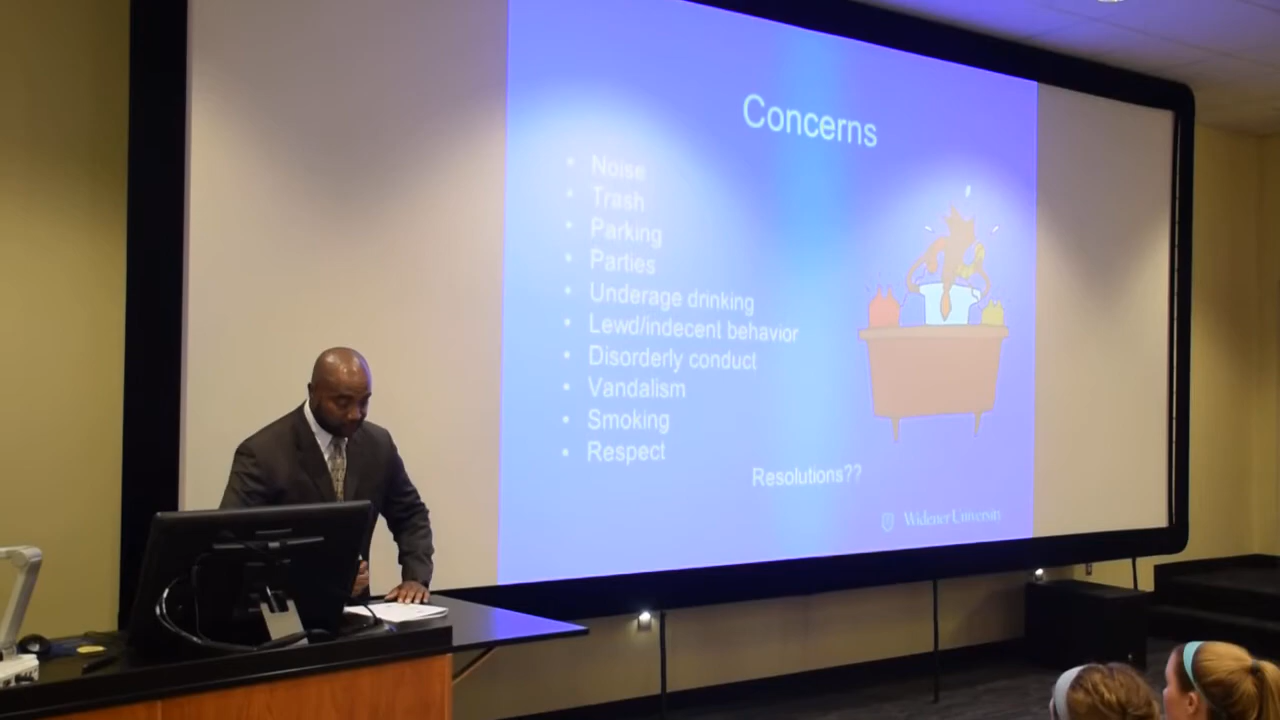 Concerns
• Noise
• Trash
• Parking
• Parties
• Underage drinking
• Lewd/indecent behavior
• Disorderly conduct
• Vandalism
• Smoking
• Respect
Resolutions??
Widener University